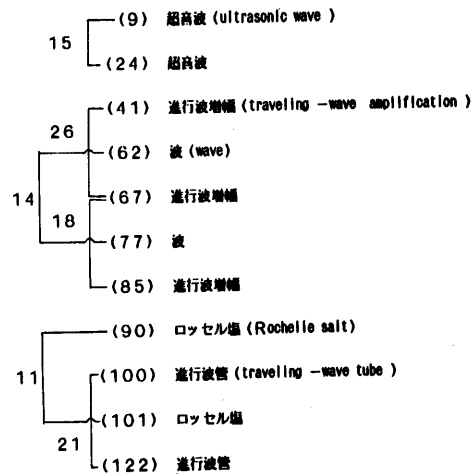 (9) 超音波 (ultrasonic wave )
15
(24) 超音波
(41) 進行波増幅 (traveling -wave amplification )
26
(62) 波 (wave)
14
(67) 進行波増幅
18
(77) 波
(85) 進行波増幅
(90) ロッセル塩 (Rochelle salt)
11
(100) 進行波管 (traveling -wave tube )
(101) ロッセル塩
21
(122) 進行波管